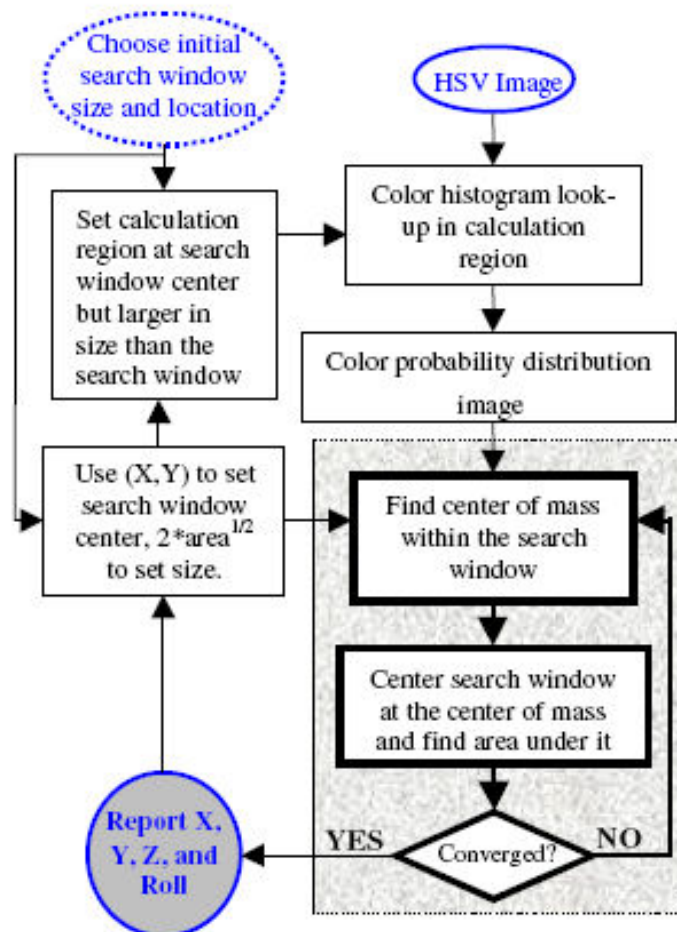 Choose initial
search window
size and location
HSV Image
Set calculation
region at search
window center
but larger in
size than the
search window
Color histogram look-
up in calculation
region
Color probability distribution
image
Use (X,Y) to set
search window
center, 2*area^1/2
to set size.
Find center of mass
within the search
window
Center search window
at the center of mass
and find area under it
Report X,
Y, Z, and
Roll
YES
Converged?
NO